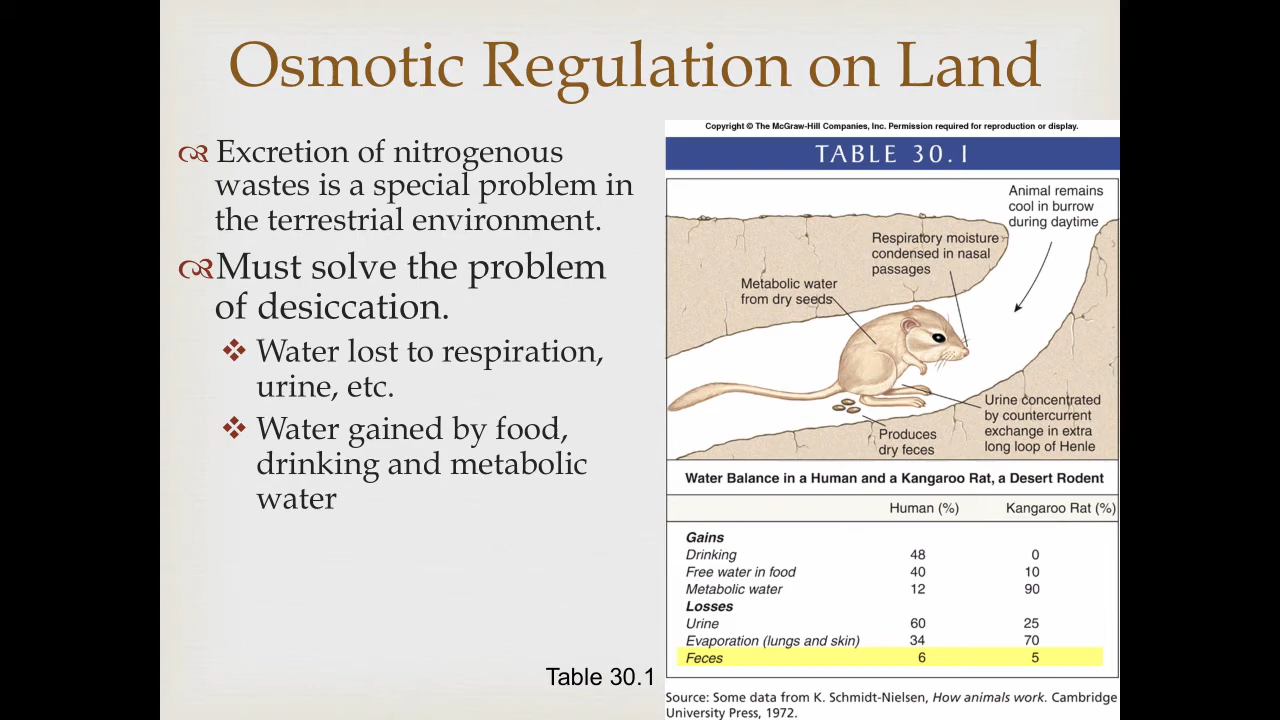 Osmotic Regulation on Land
Excretion of nitrogenous
wastes is a special problem in
the terrestrial environment.
Must solve the problem
of desiccation.
Water lost to respiration,
urine, etc.
Water gained by food,
drinking and metabolic
water
Table 30.1
Copyright © The McGraw-Hill Companies, Inc. Permission required for reproduction or display.
TABLE 30.1
Animal remains
cool in burrow
during daytime
Respiratory moisture
condensed in nasal
passages
Metabolic water
from dry seeds
Urine concentrated
by countercurrent
exchange in extra
long loop of Henle
Produces
dry feces
Water Balance in a Human and a Kangaroo Rat, a Desert Rodent
Human (%) Kangaroo Rat (%)
Gains
Drinking 48 0
Free water in food 40 10
Metabolic water 12 90
Losses
Urine 60 25
Evaporation (lungs and skin) 34 70
Feces 6 5
Source: Some data from K. Schmidt-Nielsen, How animals work. Cambridge
University Press, 1972.